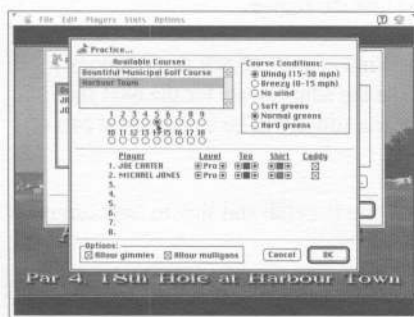 File Edit Players Stats Options
Practice...
Available Courses
Bountiful Municipal Golf Course
Harbour Town
1 2 3 4 5 6 7 8 9
10 11 12 13 14 15 16 17 18
Course Conditions:
Windy (15-30 mph)
Breezy (0-15 mph)
No wind
Soft greens
Normal greens
Hard greens
Player Level Tee Shirt Caddy
1. JOE CARTER Pro
2. MICHAEL JONES Pro
3.
4.
5.
6.
7.
8.
Options:
Allow gimmies Allow mulligans
Cancel OK
Par 4, 18th Hole at Harbour Town